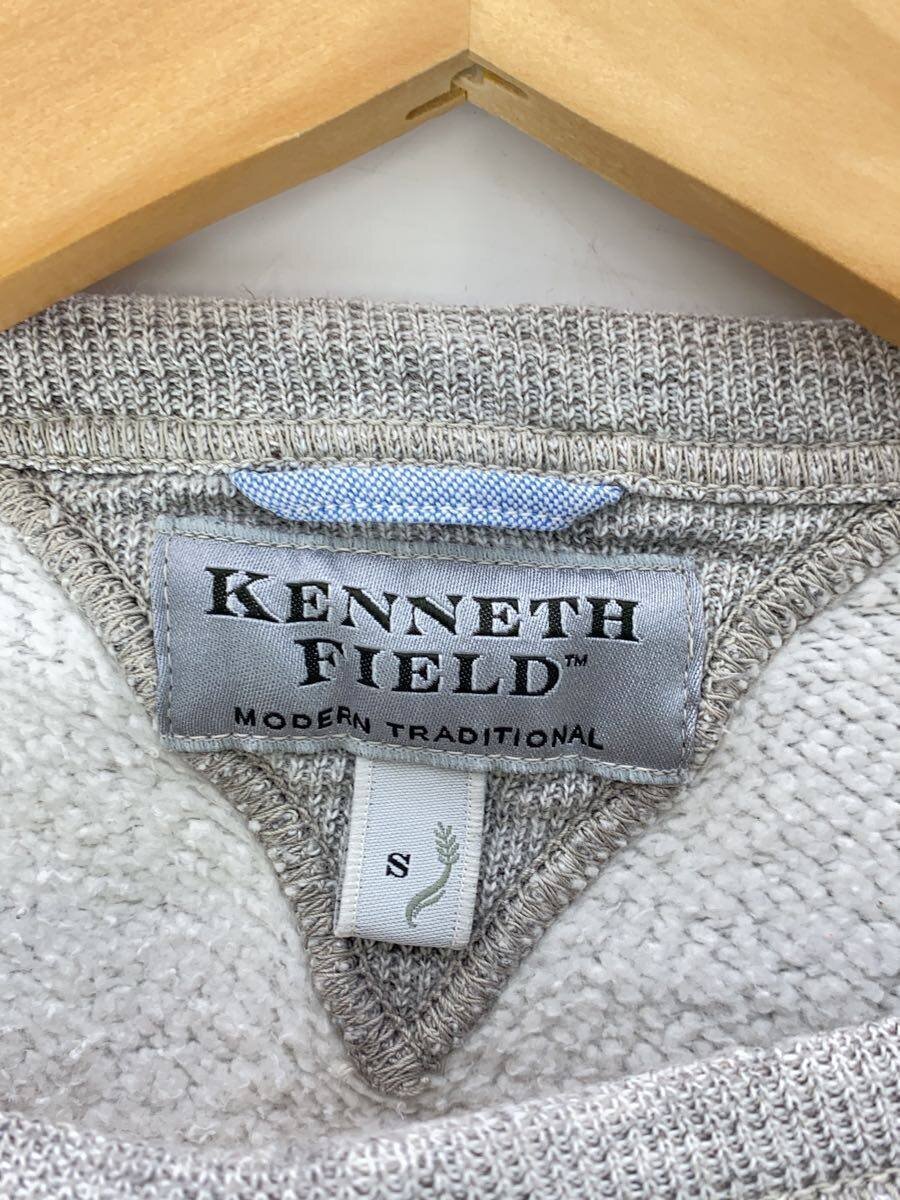 KENNETH
FIELD™
MODERN TRADITIONAL
S